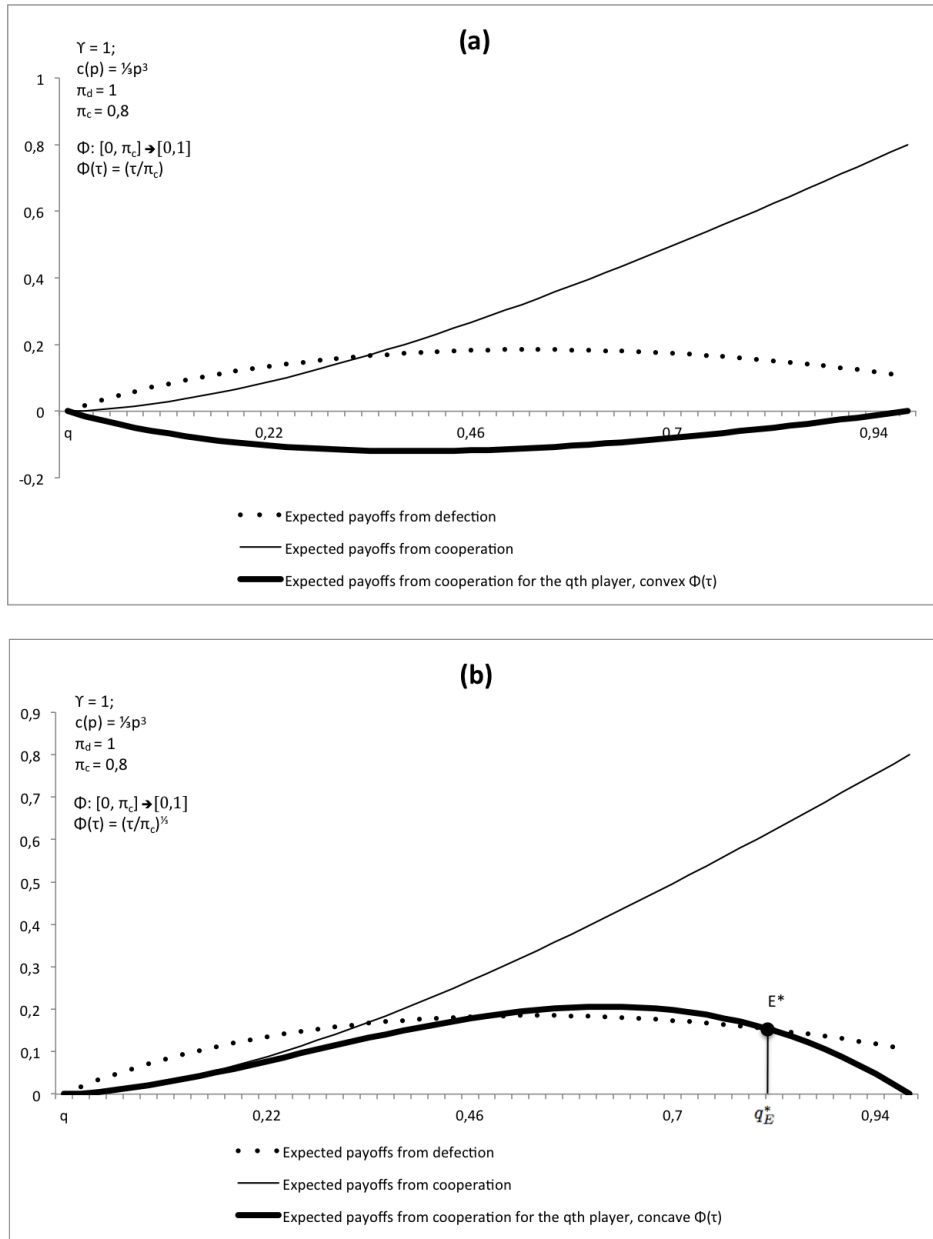 (a)
ϒ = 1;
c(p) = ⅓p³
π_d = 1
π_c = 0,8
Φ: [0, π_c] ➔ [0,1]
Φ(τ) = (τ/π_c)
1
0,8
0,6
0,4
0,2
0
-0,2
q 0,22 0,46 0,7 0,94
Expected payoffs from defection
Expected payoffs from cooperation
Expected payoffs from cooperation for the qth player, convex Φ(τ)
(b)
ϒ = 1;
c(p) = ⅓p³
π_d = 1
π_c = 0,8
Φ: [0, π_c] ➔ [0,1]
Φ(τ) = (τ/π_c)^⅓
0,9
0,8
0,7
0,6
0,5
0,4
0,3
0,2
0,1
0
E*
q 0,22 0,46 0,7 q*_E 0,94
Expected payoffs from defection
Expected payoffs from cooperation
Expected payoffs from cooperation for the qth player, concave Φ(τ)